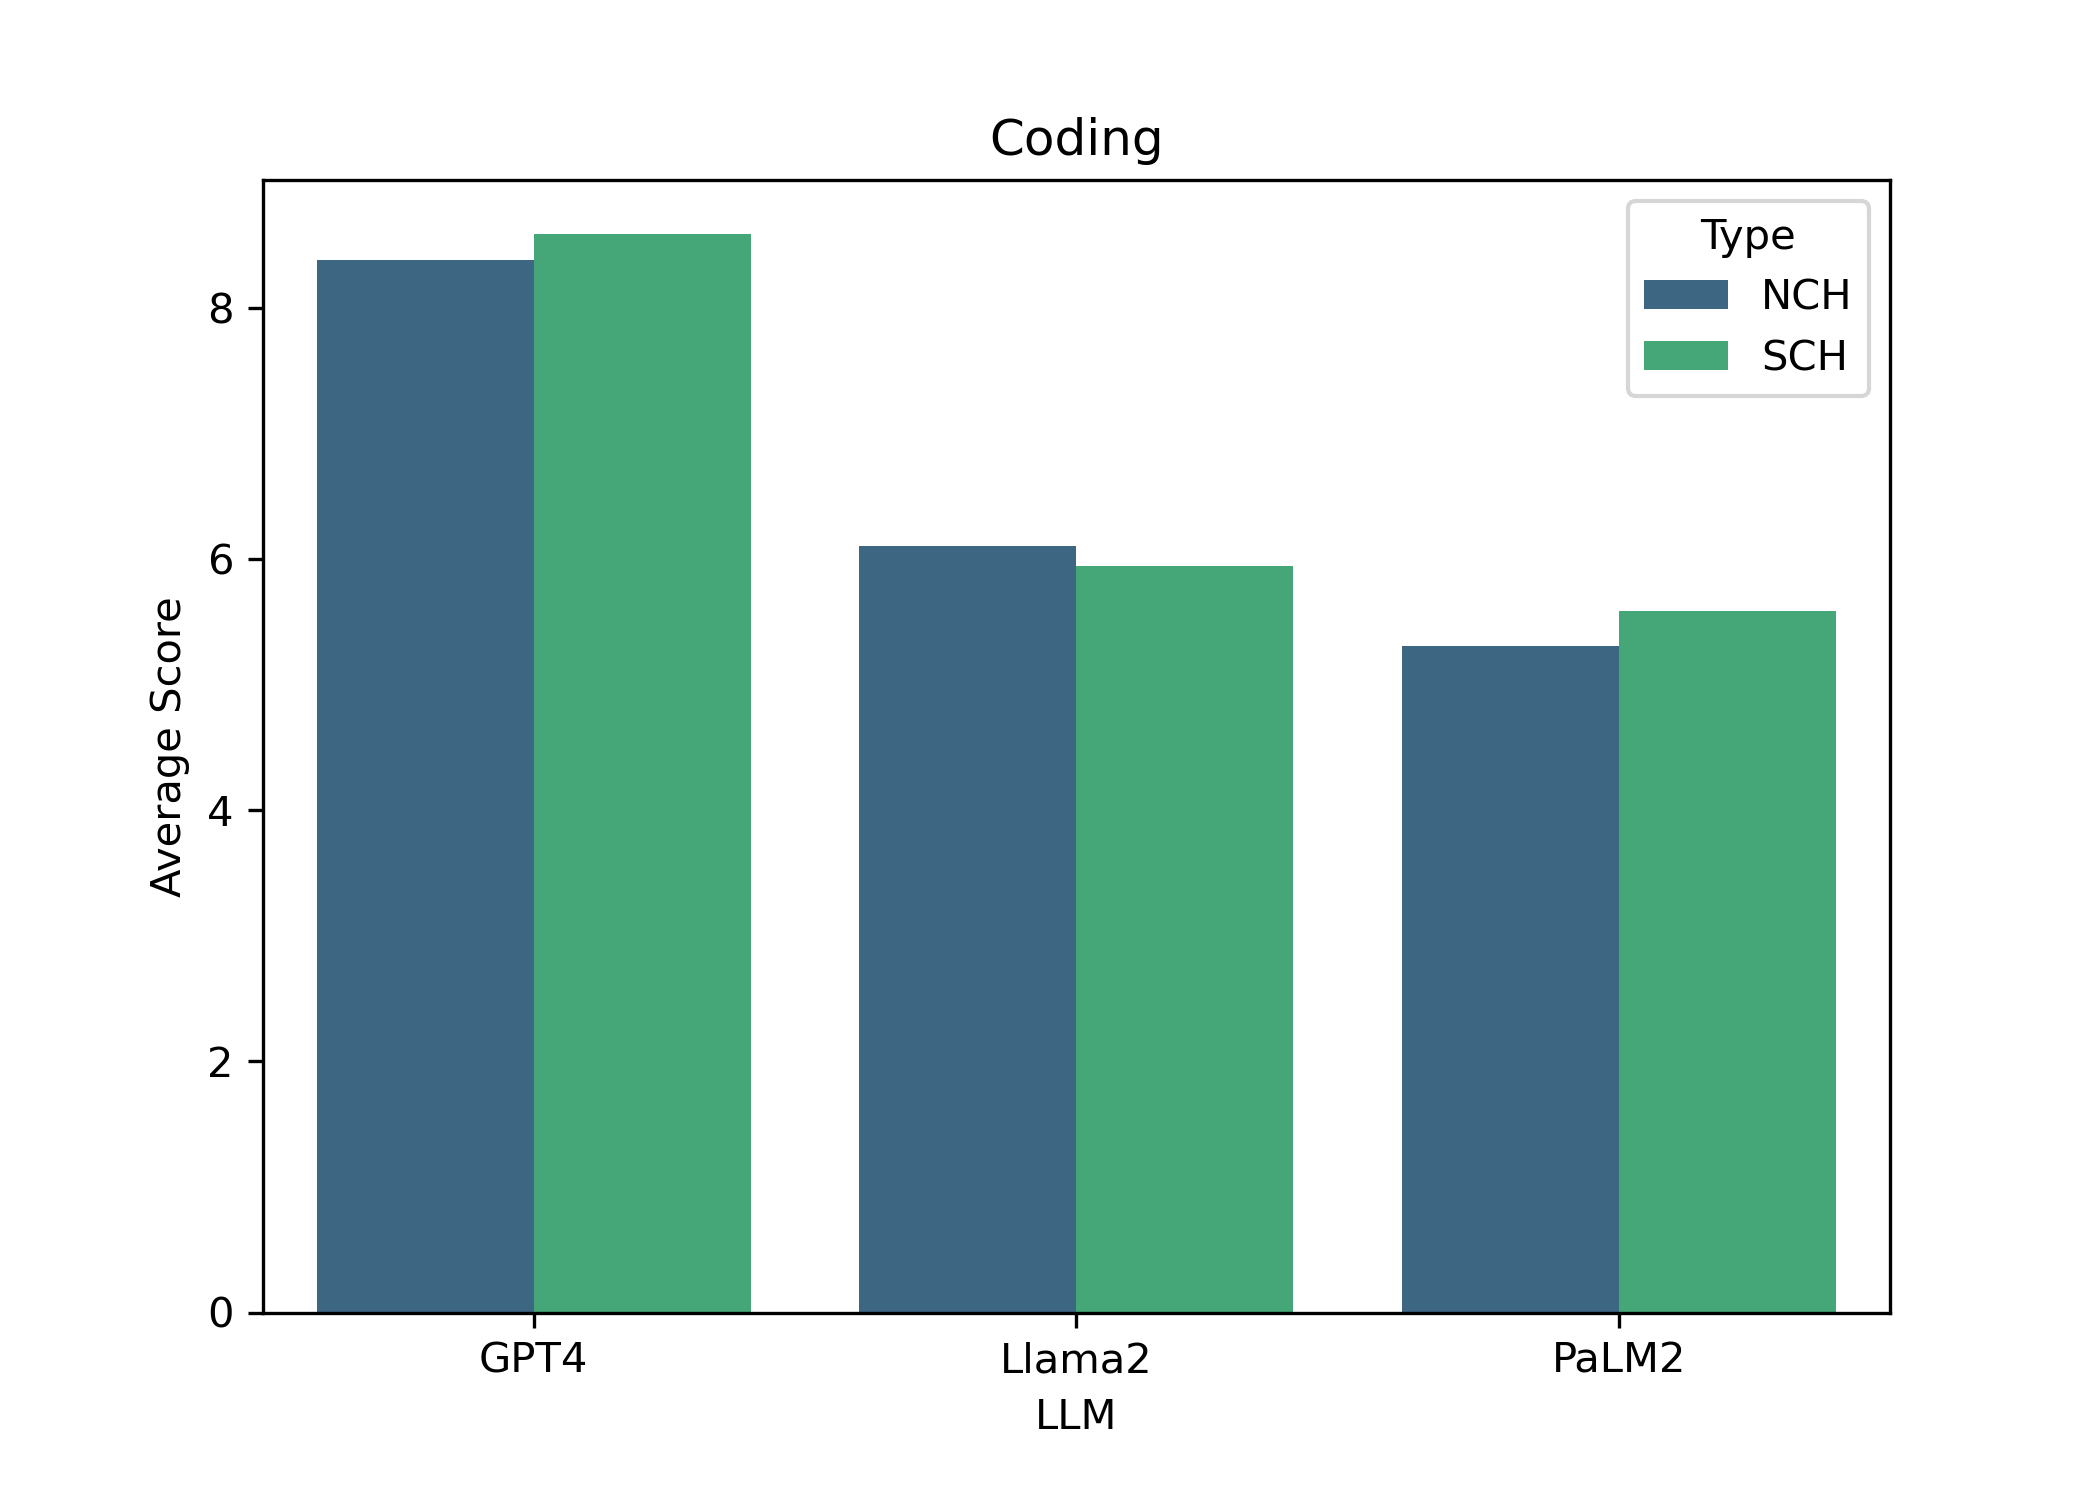 Coding
Type
NCH
SCH
8
6
4
2
0
Average Score
GPT4
Llama2
PaLM2
LLM